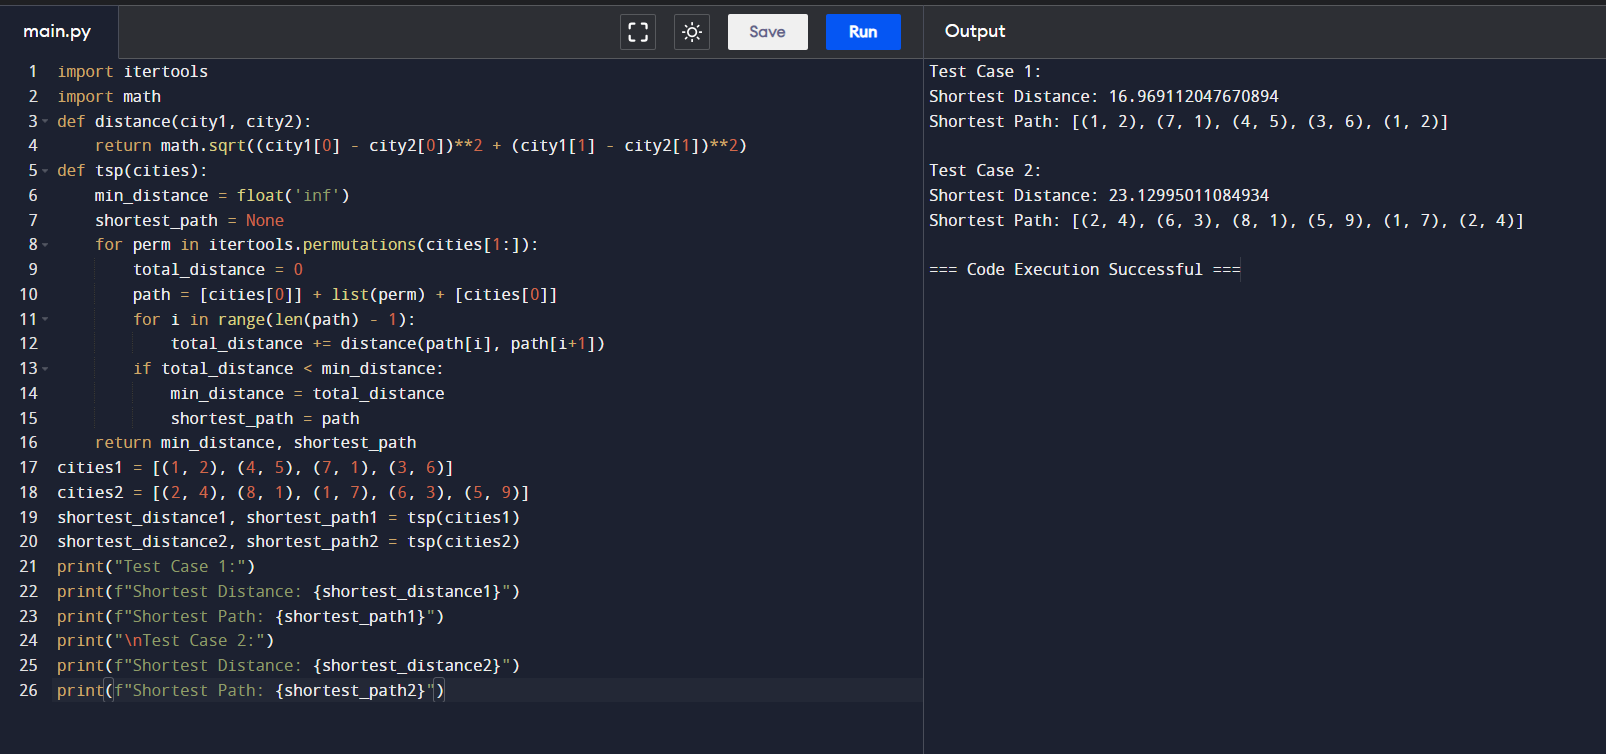 main.py
Save
Run
Output
1 import itertools
2 import math
3 def distance(city1, city2):
4     return math.sqrt((city1[0] - city2[0])**2 + (city1[1] - city2[1])**2)
5 def tsp(cities):
6     min_distance = float('inf')
7     shortest_path = None
8     for perm in itertools.permutations(cities[1:]):
9         total_distance = 0
10         path = [cities[0]] + list(perm) + [cities[0]]
11         for i in range(len(path) - 1):
12             total_distance += distance(path[i], path[i+1])
13         if total_distance < min_distance:
14             min_distance = total_distance
15             shortest_path = path
16     return min_distance, shortest_path
17 cities1 = [(1, 2), (4, 5), (7, 1), (3, 6)]
18 cities2 = [(2, 4), (8, 1), (1, 7), (6, 3), (5, 9)]
19 shortest_distance1, shortest_path1 = tsp(cities1)
20 shortest_distance2, shortest_path2 = tsp(cities2)
21 print("Test Case 1:")
22 print(f"Shortest Distance: {shortest_distance1}")
23 print(f"Shortest Path: {shortest_path1}")
24 print("\nTest Case 2:")
25 print(f"Shortest Distance: {shortest_distance2}")
26 print(f"Shortest Path: {shortest_path2}")
Test Case 1:
Shortest Distance: 16.969112047670894
Shortest Path: [(1, 2), (7, 1), (4, 5), (3, 6), (1, 2)]
Test Case 2:
Shortest Distance: 23.12995011084934
Shortest Path: [(2, 4), (6, 3), (8, 1), (5, 9), (1, 7), (2, 4)]
=== Code Execution Successful ===